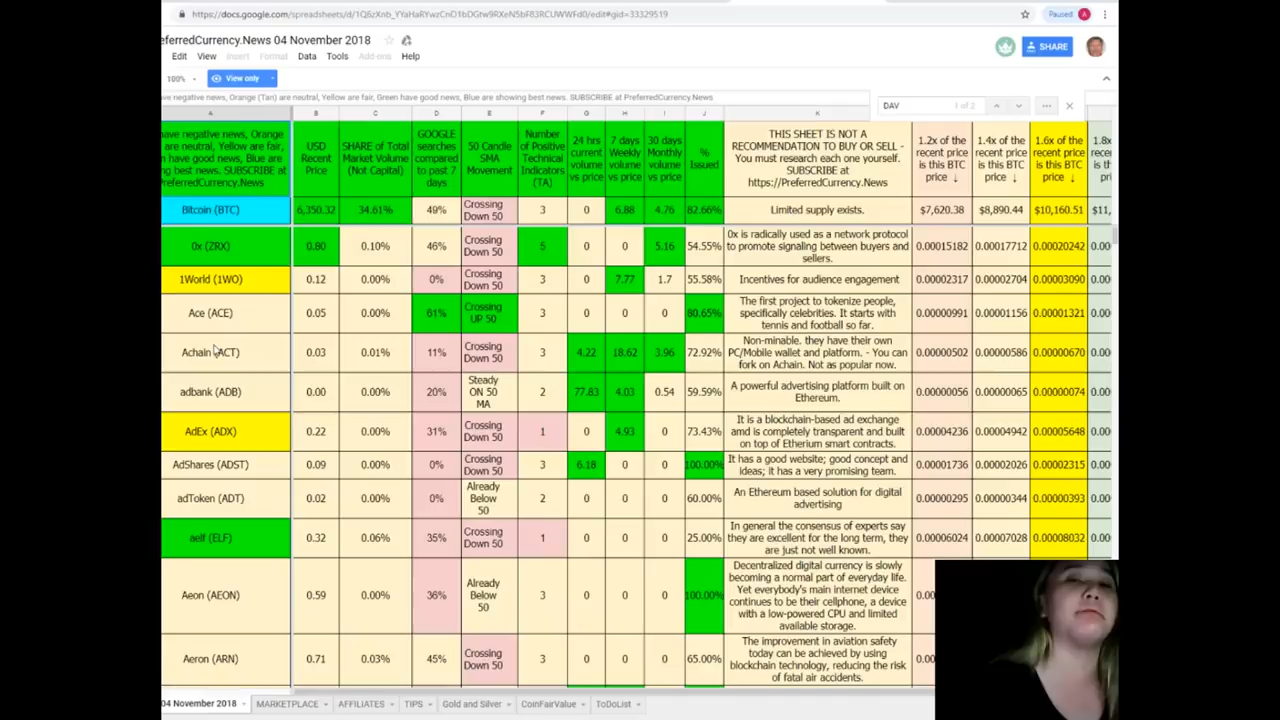 https://docs.google.com/spreadsheets/d/
PreferredCurrency.News 04 November 2018
Edit View Insert Format Data Tools Add-ons Help
SHARE
Paused
100% View only
have negative news, Orange (Tan) are neutral, Yellow are fair, Green have good news, Blue are showing best news. SUBSCRIBE at PreferredCurrency.News
DAV 1 of 2
A B C D E F G H I J K
have negative news, Orange
are neutral, Yellow are fair,
have good news, Blue are
ing best news. SUBSCRIBE at
PreferredCurrency.News
USD
Recent
Price
SHARE of Total
Market Volume
(Not Capital)
GOOGLE
searches
compared
to past 7
days
50 Candle
SMA
Movement
Number
of Positive
Technical
Indicators
(TA)
24 hrs
current
volume
vs price
7 days
Weekly
volume
vs price
30 days
Monthly
volume
vs price
%
Issued
THIS SHEET IS NOT A
RECOMMENDATION TO BUY OR SELL -
You must research each one yourself.
SUBSCRIBE at
https://PreferredCurrency.News
1.2x of the
recent price
is this BTC
price ↓
1.4x of the
recent price
is this BTC
price ↓
1.6x of the
recent price
is this BTC
price ↓
1.8x
Bitcoin (BTC) 6,350.32 34.61% 49% Crossing Down 50 3 0 6.88 4.76 82.66% Limited supply exists. $7,620.38 $8,890.44 $10,160.51 $11,
0x (ZRX) 0.80 0.10% 46% Crossing Down 50 5 0 0 5.16 54.55% 0x is radically used as a network protocol to promote signaling between buyers and sellers. 0.00015182 0.00017712 0.00020242 0.00
1World (1WO) 0.12 0.00% 0% Crossing Down 50 3 0 7.77 1.7 55.58% Incentives for audience engagement 0.00002317 0.00002704 0.00003090 0.00
Ace (ACE) 0.05 0.00% 61% Crossing UP 50 3 0 0 0 80.65% The first project to tokenize people, specifically celebrities. It starts with tennis and football so far. 0.00000991 0.00001156 0.00001321 0.00
Achain (ACT) 0.03 0.01% 11% Crossing Down 50 3 4.22 18.62 3.96 72.92% Non-minable. they have their own PC/Mobile wallet and platform. - You can fork on Achain. Not as popular now. 0.00000502 0.00000586 0.00000670 0.00
adbank (ADB) 0.00 0.00% 20% Steady ON 50 MA 2 77.83 4.03 0.54 59.59% A powerful advertising platform built on Ethereum. 0.00000056 0.00000065 0.00000074 0.00
AdEx (ADX) 0.22 0.00% 31% Crossing Down 50 1 0 4.93 0 73.43% It is a blockchain-based ad exchange amd is completely transparent and built on top of Etherium smart contracts. 0.00004236 0.00004942 0.00005648 0.00
AdShares (ADST) 0.09 0.00% 0% Crossing Down 50 3 6.18 0 0 100.00% It has a good website; good concept and ideas; it has a very promising team. 0.00001736 0.00002026 0.00002315 0.00
adToken (ADT) 0.02 0.00% 0% Already Below 50 2 0 0 0 60.00% An Ethereum based solution for digital advertising 0.00000295 0.00000344 0.00000393 0.00
aelf (ELF) 0.32 0.06% 35% Crossing Down 50 1 0 0 0 25.00% In general the consensus of experts say they are excellent for the long term, they are just not well known. 0.00006024 0.00007028 0.00008032 0.00
Aeon (AEON) 0.59 0.00% 36% Already Below 50 3 0 0 0 100.00% Decentralized digital currency is slowly becoming a normal part of everyday life. Yet everybody's main internet device continues to be their cellphone, a device with a low-powered CPU and limited available storage. 0.00
Aeron (ARN) 0.71 0.03% 45% Crossing Down 50 3 0 0 0 65.00% The improvement in aviation safety today can be achieved by using blockchain technology, reducing the risk of fatal air accidents. 0.00
04 November 2018 MARKETPLACE AFFILIATES TIPS Gold and Silver CoinFairValue ToDoList